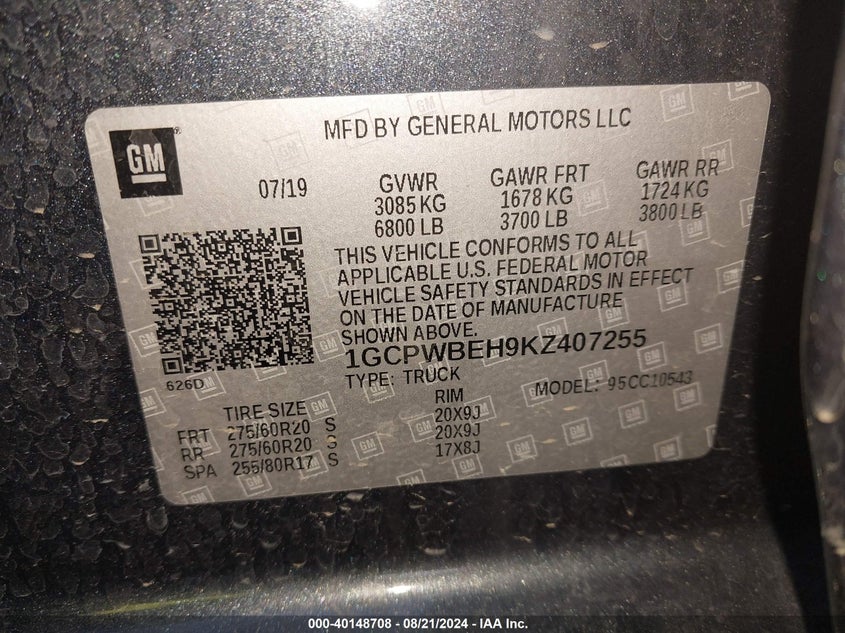 GM
MFD BY GENERAL MOTORS LLC
07/19
GVWR
3085 KG
6800 LB
GAWR FRT
1678 KG
3700 LB
GAWR RR
1724 KG
3800 LB
THIS VEHICLE CONFORMS TO ALL
APPLICABLE U.S. FEDERAL MOTOR
VEHICLE SAFETY STANDARDS IN EFFECT
ON THE DATE OF MANUFACTURE
SHOWN ABOVE.
1GCPWBEH9KZ407255
TYPE: TRUCK
MODEL: 95CC10543
626D
TIRE SIZE RIM
FRT 275/60R20 S 20X9J
RR 275/60R20 S 20X9J
SPA 255/80R17 S 17X8J
000-40148708 - 08/21/2024 - IAA Inc.